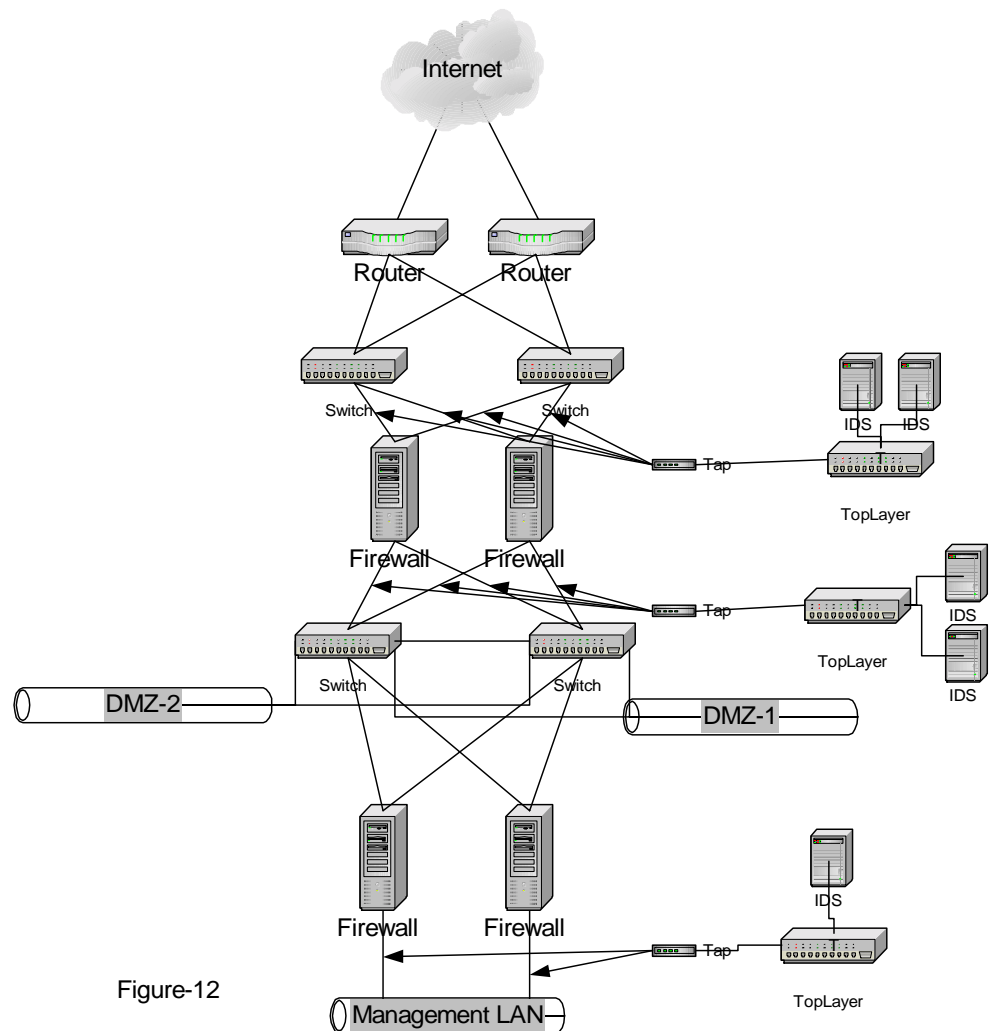 Internet
Router
Router
Switch
Switch
IDS
IDS
Tap
TopLayer
Firewall
Firewall
IDS
Tap
TopLayer
IDS
Switch
Switch
DMZ-2
DMZ-1
IDS
Firewall
Firewall
Tap
TopLayer
Figure-12
Management LAN